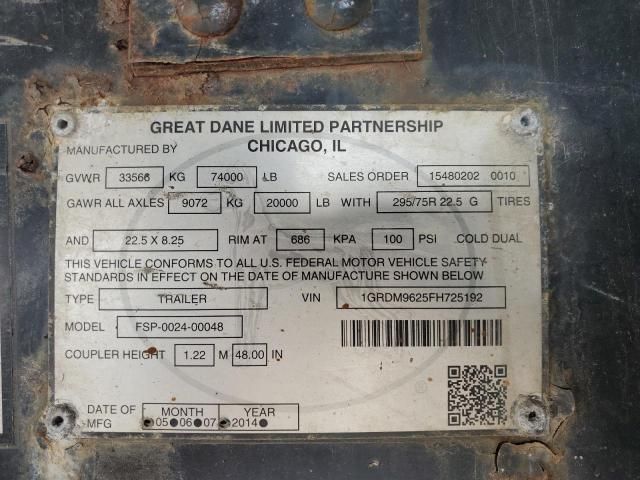 GREAT DANE LIMITED PARTNERSHIP
MANUFACTURED BY CHICAGO, IL
GVWR 33566 KG 74000 LB SALES ORDER 15480202 0010
GAWR ALL AXLES 9072 KG 20000 LB WITH 295/75R 22.5 G TIRES
AND 22.5 X 8.25 RIM AT 686 KPA 100 PSI COLD DUAL
THIS VEHICLE CONFORMS TO ALL U.S. FEDERAL MOTOR VEHICLE SAFETY
STANDARDS IN EFFECT ON THE DATE OF MANUFACTURE SHOWN BELOW
TYPE TRAILER VIN 1GRDM9625FH725192
MODEL FSP-0024-00048
COUPLER HEIGHT 1.22 M 48.00 IN
DATE OF MONTH YEAR
MFG 05 06 07 2014